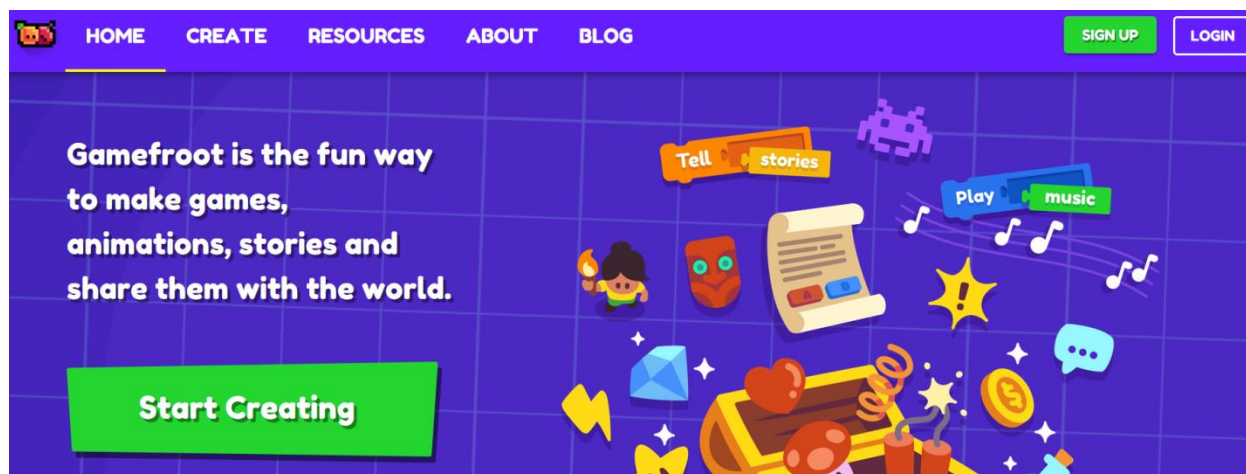 HOME CREATE RESOURCES ABOUT BLOG SIGN UP LOGIN
Gamefroot is the fun way
to make games,
animations, stories and
share them with the world.
Start Creating
Tell stories
Play music
A B